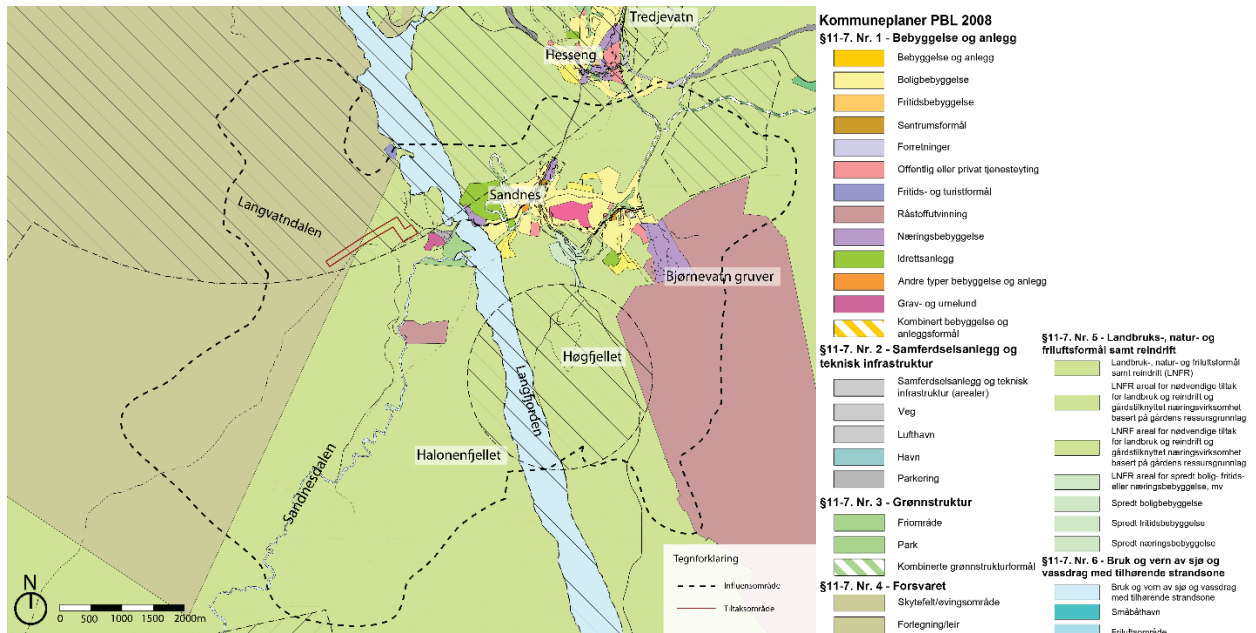 Tredjevatn
Hesseng
Sandnes
Langvatndalen
Bjørnevatn gruver
Høgfjellet
Langfjorden
Halonenfjellet
Sandnesdalen
N
0 500 1000 1500 2000m
Tegnforklaring
Influensområde
Tiltaksområde
Kommuneplaner PBL 2008
§11-7. Nr. 1 - Bebyggelse og anlegg
Bebyggelse og anlegg
Boligbebyggelse
Fritidsbebyggelse
Sentrumsformål
Forretninger
Offentlig eller privat tjenesteyting
Fritids- og turistformål
Råstoffutvinning
Næringsbebyggelse
Idrettsanlegg
Andre typer bebyggelse og anlegg
Grav- og urnelund
Kombinert bebyggelse og
anleggsformål
§11-7. Nr. 2 - Samferdselsanlegg og
teknisk infrastruktur
Samferdselsanlegg og teknisk
infrastruktur (arealer)
Veg
Lufthavn
Havn
Parkering
§11-7. Nr. 3 - Grønnstruktur
Friområde
Park
Kombinerte grønnstrukturformål
§11-7. Nr. 4 - Forsvaret
Skytefelt/øvingsområde
Forlegning/leir
§11-7. Nr. 5 - Landbruks-, natur- og
friluftsformål samt reindrift
Landbruk-, natur- og friluftsformål
samt reindrift (LNFR)
LNFR areal for nødvendige tiltak
for landbruk og reindrift og
gårdstilknyttet næringsvirksomhet
basert på gårdens ressursgrunnlag
LNRF areal for nødvendige tiltak
for landbruk og reindrift og
gårdstilknyttet næringsvirksomhet
basert på gårdens ressursgrunnlag
LNFR areal for spredt bolig- fritids-
eller næringsbebyggelse, mv
Spredt boligbebyggelse
Spredt fritidsbebyggelse
Spredt næringsbebyggelse
§11-7. Nr. 6 - Bruk og vern av sjø og
vassdrag med tilhørende strandsone
Bruk og vern av sjø og vassdrag
med tilhørende strandsone
Småbåthavn
Friluftsområde